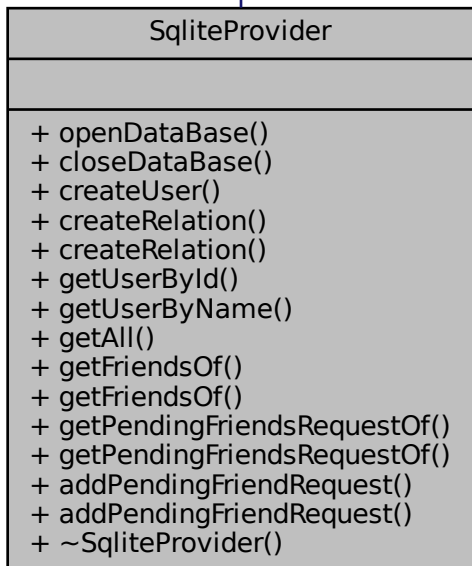 SqliteProvider
+ openDataBase()
+ closeDataBase()
+ createUser()
+ createRelation()
+ createRelation()
+ getUserById()
+ getUserByName()
+ getAll()
+ getFriendsOf()
+ getFriendsOf()
+ getPendingFriendsRequestOf()
+ getPendingFriendsRequestOf()
+ addPendingFriendRequest()
+ addPendingFriendRequest()
+ ~SqliteProvider()